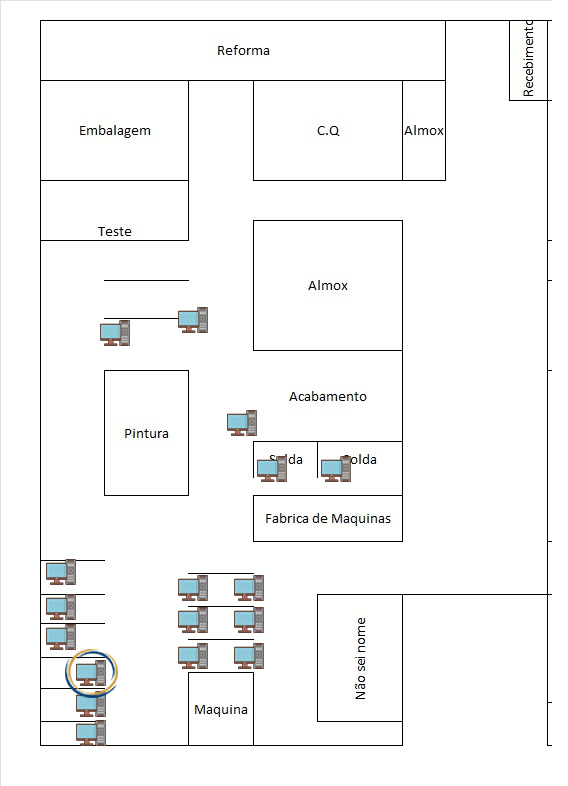 Reforma
Recebimento
Embalagem
C.Q
Almox
Teste
Almox
Acabamento
Pintura
Solda
Solda
Fabrica de Maquinas
Não sei nome
Maquina